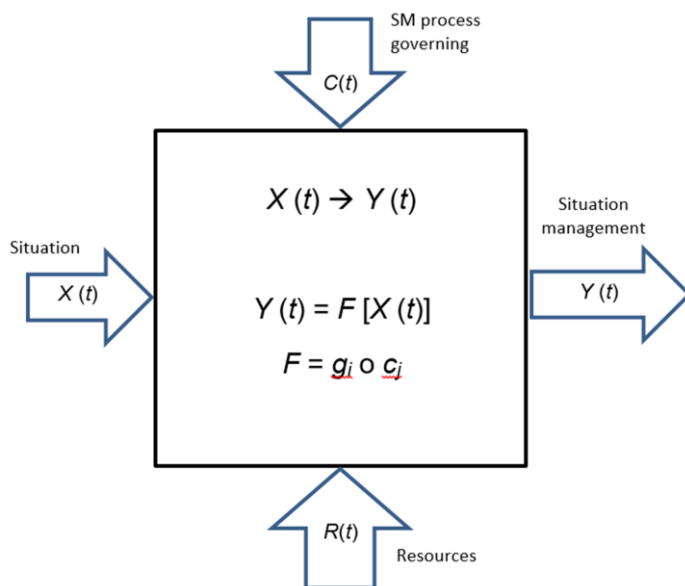 SM process
governing
C(t)
X (t) → Y (t)
Situation
X (t)
Situation
management
Y (t)
Y (t) = F [X (t)]
F = gi o cj
R(t)
Resources